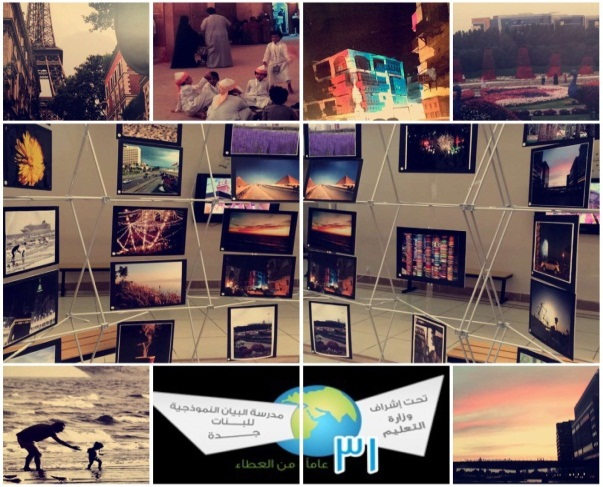 تحت إشراف
وزارة
التعليم
مدرسة البيان النموذجية
للبنات
جدة
٣١
عاما من العطاء